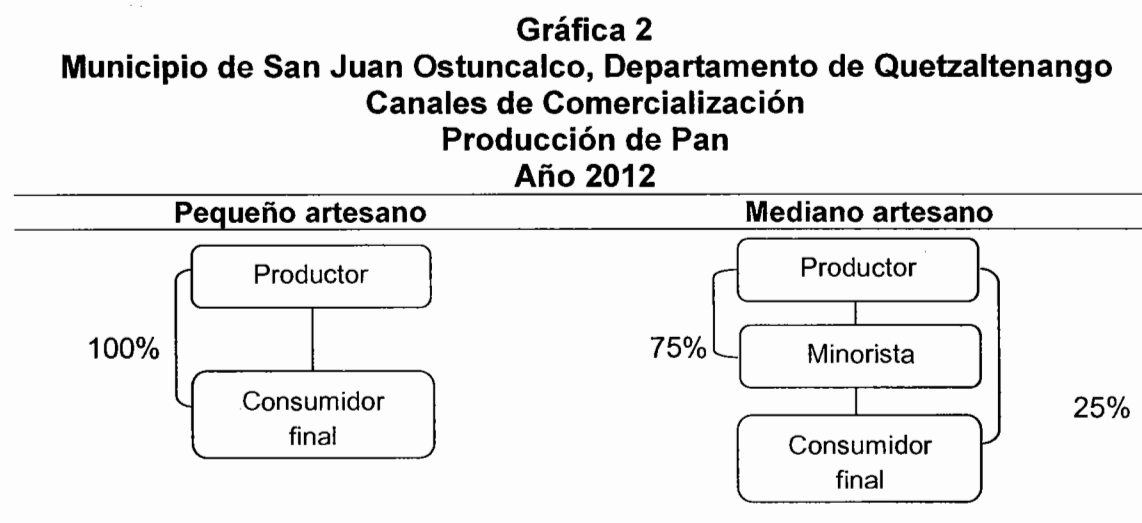 Gráfica 2
Municipio de San Juan Ostuncalco, Departamento de Quetzaltenango
Canales de Comercialización
Producción de Pan
Año 2012
Pequeño artesano
Productor
100%
Consumidor
final
Mediano artesano
Productor
75%
Minorista
25%
Consumidor
final